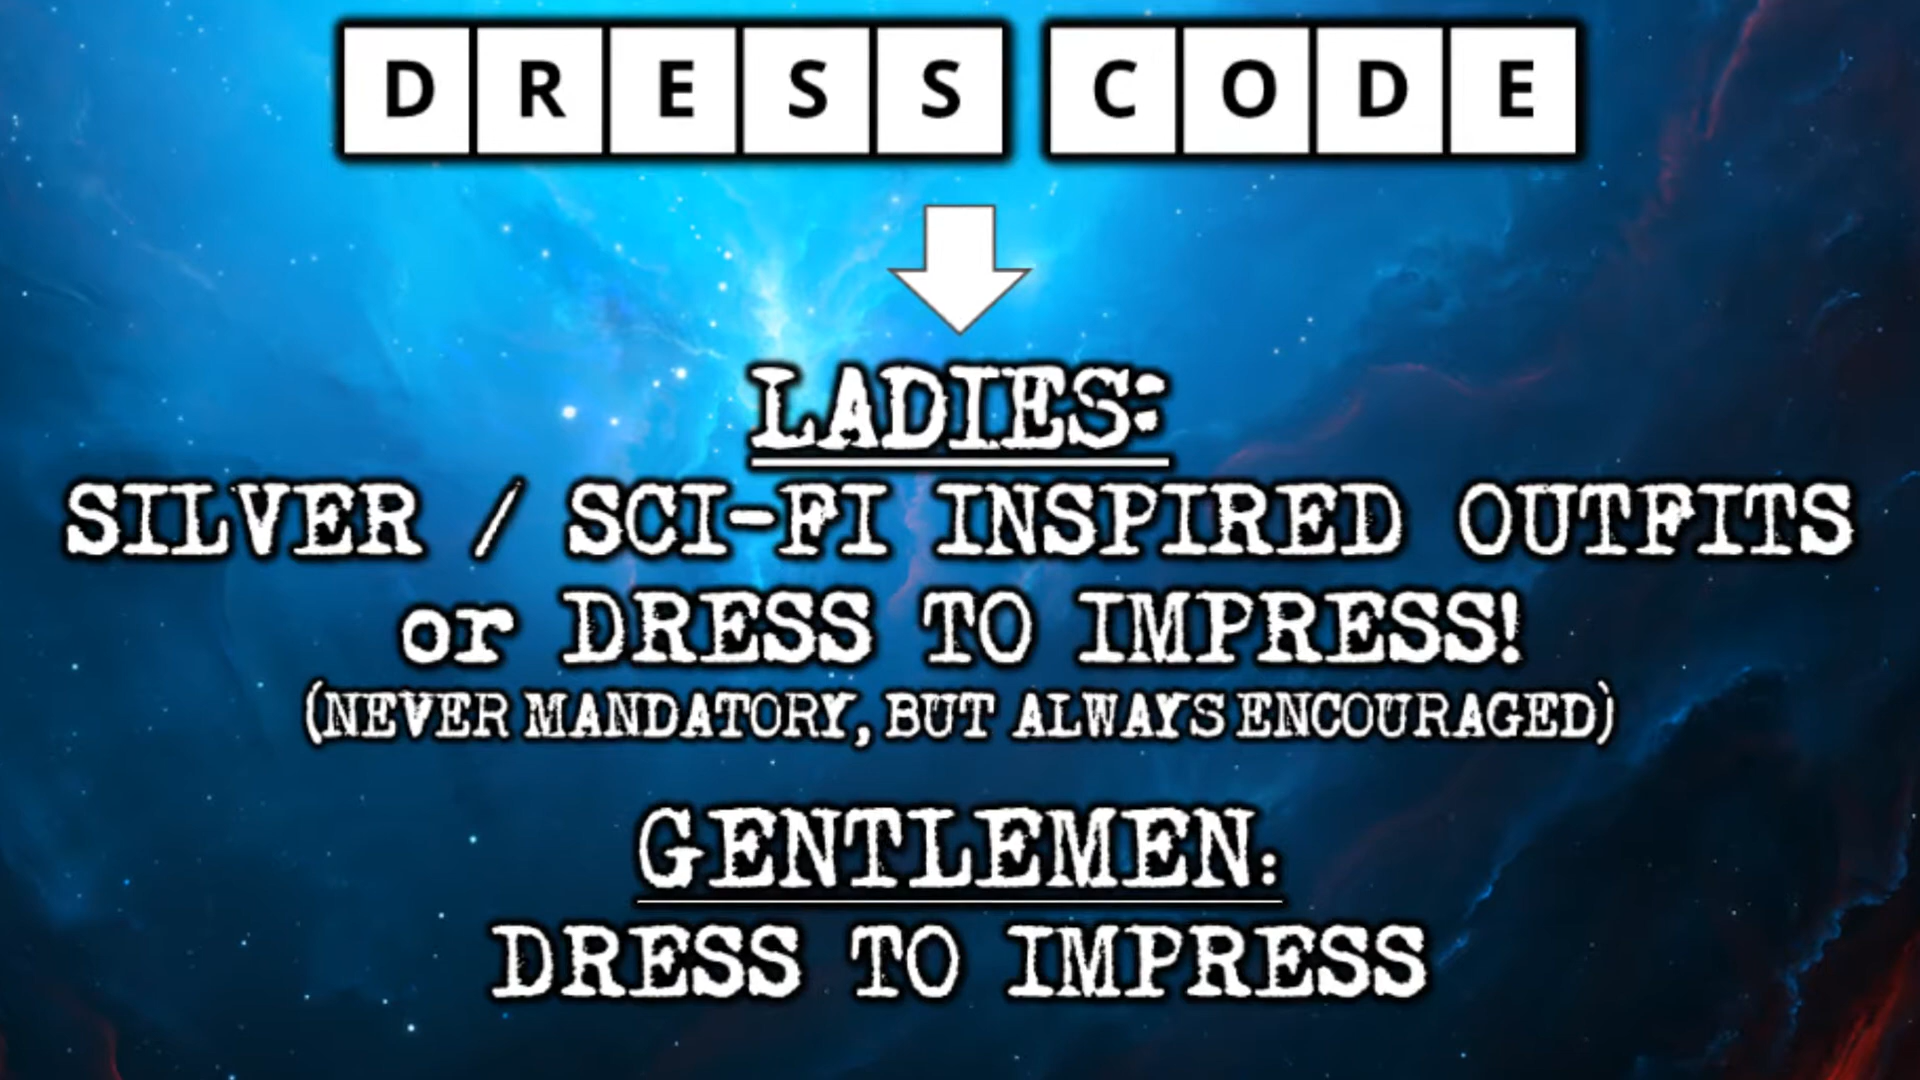 DRESS CODE
LADIES:
SILVER / SCI-FI INSPIRED OUTFITS
or DRESS TO IMPRESS!
(NEVER MANDATORY, BUT ALWAYS ENCOURAGED)
GENTLEMEN:
DRESS TO IMPRESS